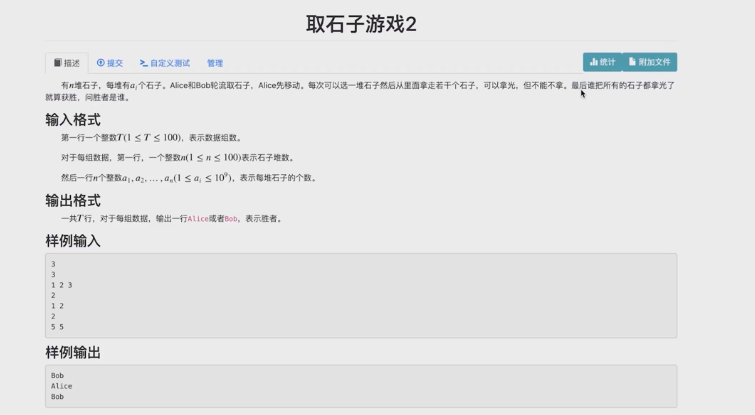 取石子游戏2
描述 提交 自定义测试 管理 统计 附加文件
有n堆石子，每堆有a_i个石子。Alice和Bob轮流取石子，Alice先移动。每次可以选一堆石子然后从里面拿走若干个石子，可以拿光，但不能不拿。最后谁把所有的石子都拿光了
就算获胜，问胜者是谁。
输入格式
第一行一个整数T(1 ≤ T ≤ 100)，表示数据组数。
对于每组数据，第一行，一个整数n(1 ≤ n ≤ 100)表示石子堆数。
然后一行n个整数a_1, a_2, …, a_n(1 ≤ a_i ≤ 10^9)，表示每堆石子的个数。
输出格式
一共T行，对于每组数据，输出一行Alice或者Bob，表示胜者。
样例输入
3
3
1 2 3
2
1 2
2
5 5
样例输出
Bob
Alice
Bob